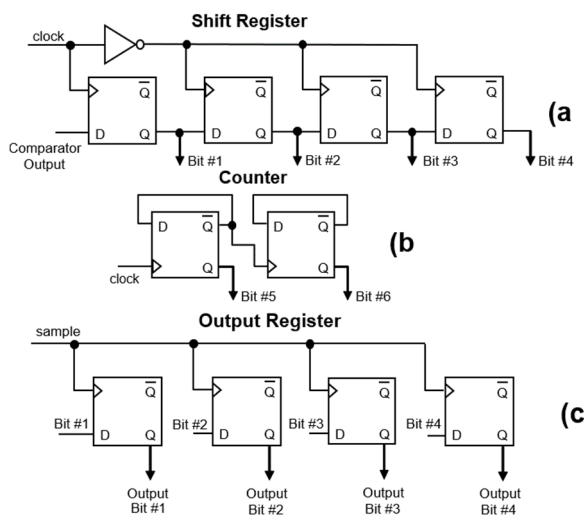 Shift Register
clock
Q Q Q Q
D Q D Q D Q D Q
(a
Comparator
Output
Bit #1 Bit #2 Bit #3 Bit #4
Counter
D Q D Q
(b
Q Q
clock
Bit #5 Bit #6
Output Register
sample
Q Q Q Q
(c
Bit #1 Bit #2 Bit #3 Bit #4
D Q D Q D Q D Q
Output Output Output Output
Bit #1 Bit #2 Bit #3 Bit #4